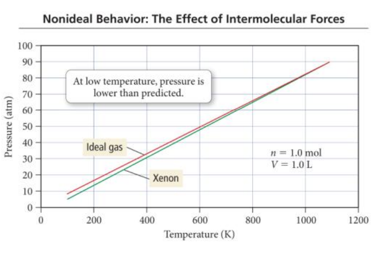 Nonideal Behavior: The Effect of Intermolecular Forces
100
90
80
70
60
50
40
30
20
10
0
Pressure (atm)
At low temperature, pressure is
lower than predicted.
Ideal gas
Xenon
n = 1.0 mol
V = 1.0 L
0 200 400 600 800 1000 1200
Temperature (K)